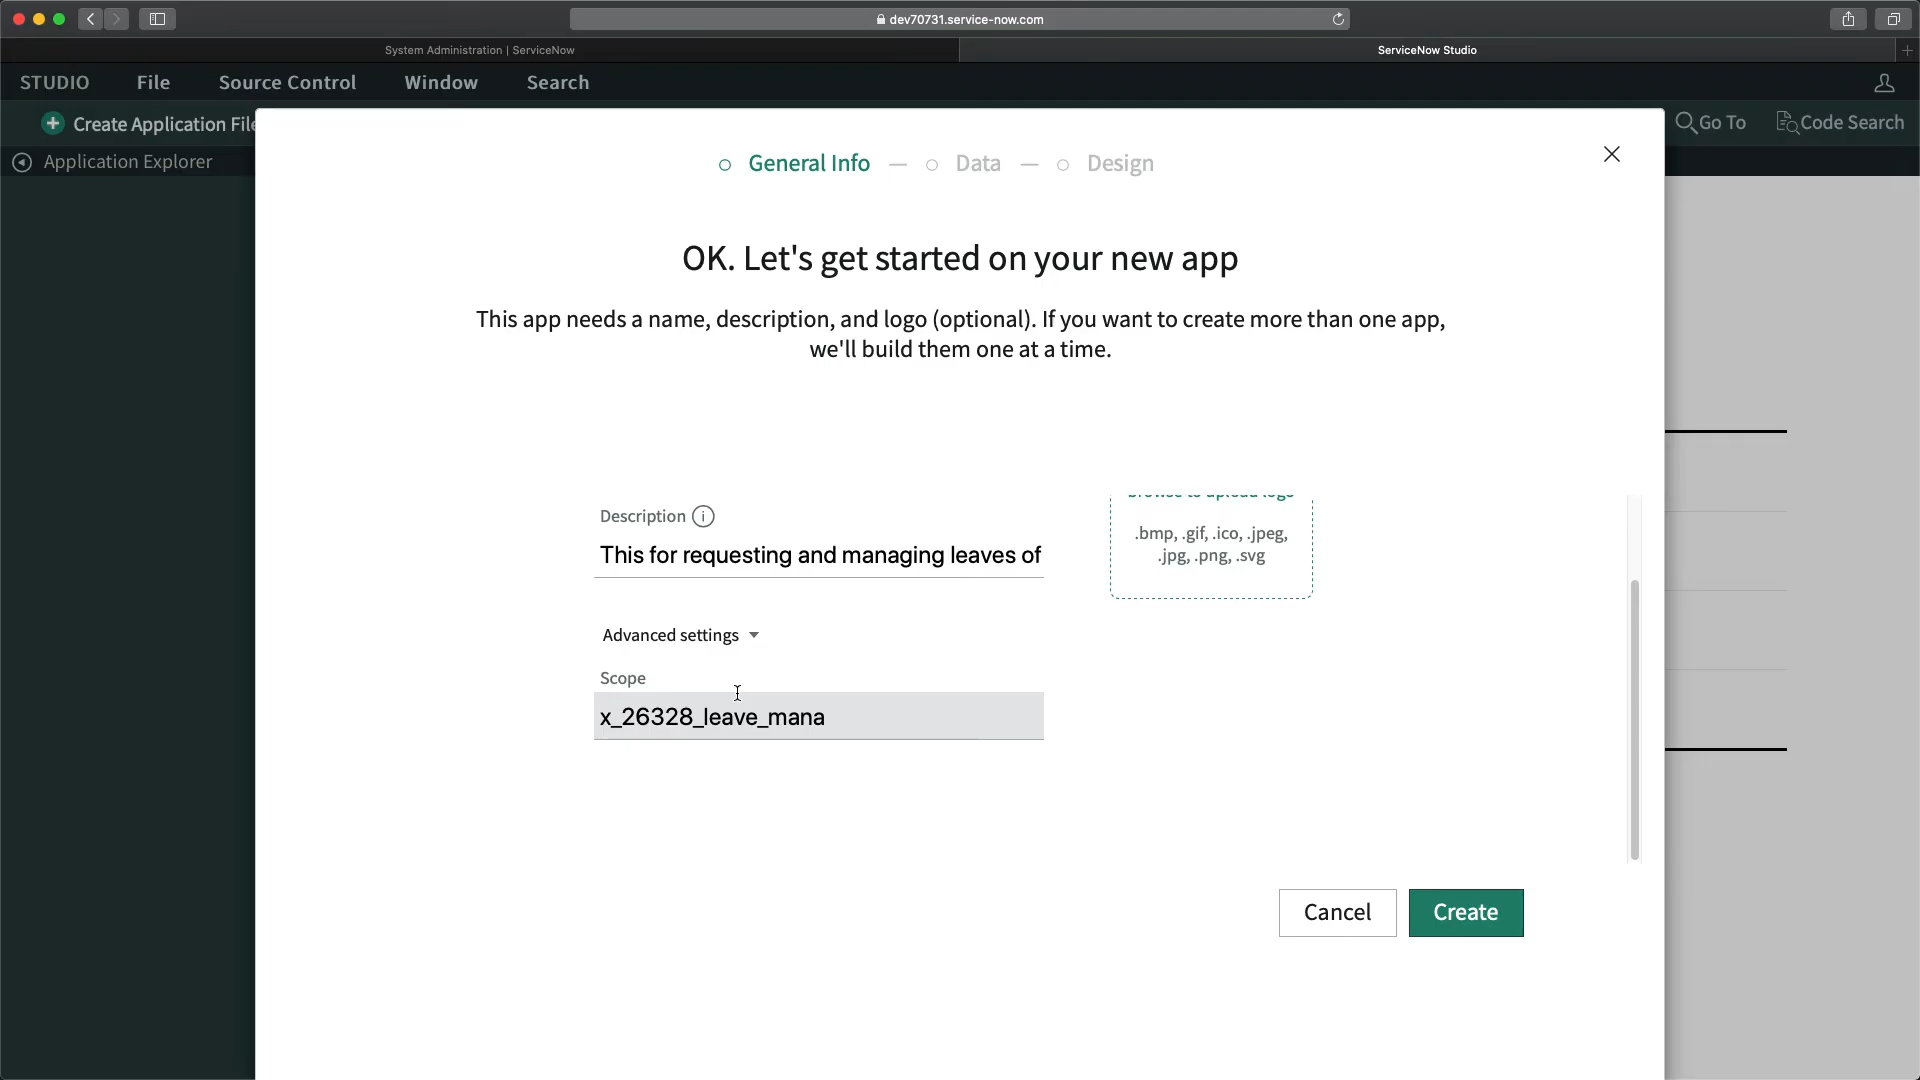 dev70731.service-now.com
System Administration | ServiceNow
ServiceNow Studio
STUDIO File Source Control Window Search
Create Application File
Go To Code Search
Application Explorer
General Info — Data — Design
OK. Let's get started on your new app
This app needs a name, description, and logo (optional). If you want to create more than one app,
we'll build them one at a time.
browse to upload logo
Description
This for requesting and managing leaves of
.bmp, .gif, .ico, .jpeg,
.jpg, .png, .svg
Advanced settings
Scope
x_26328_leave_mana
Cancel Create